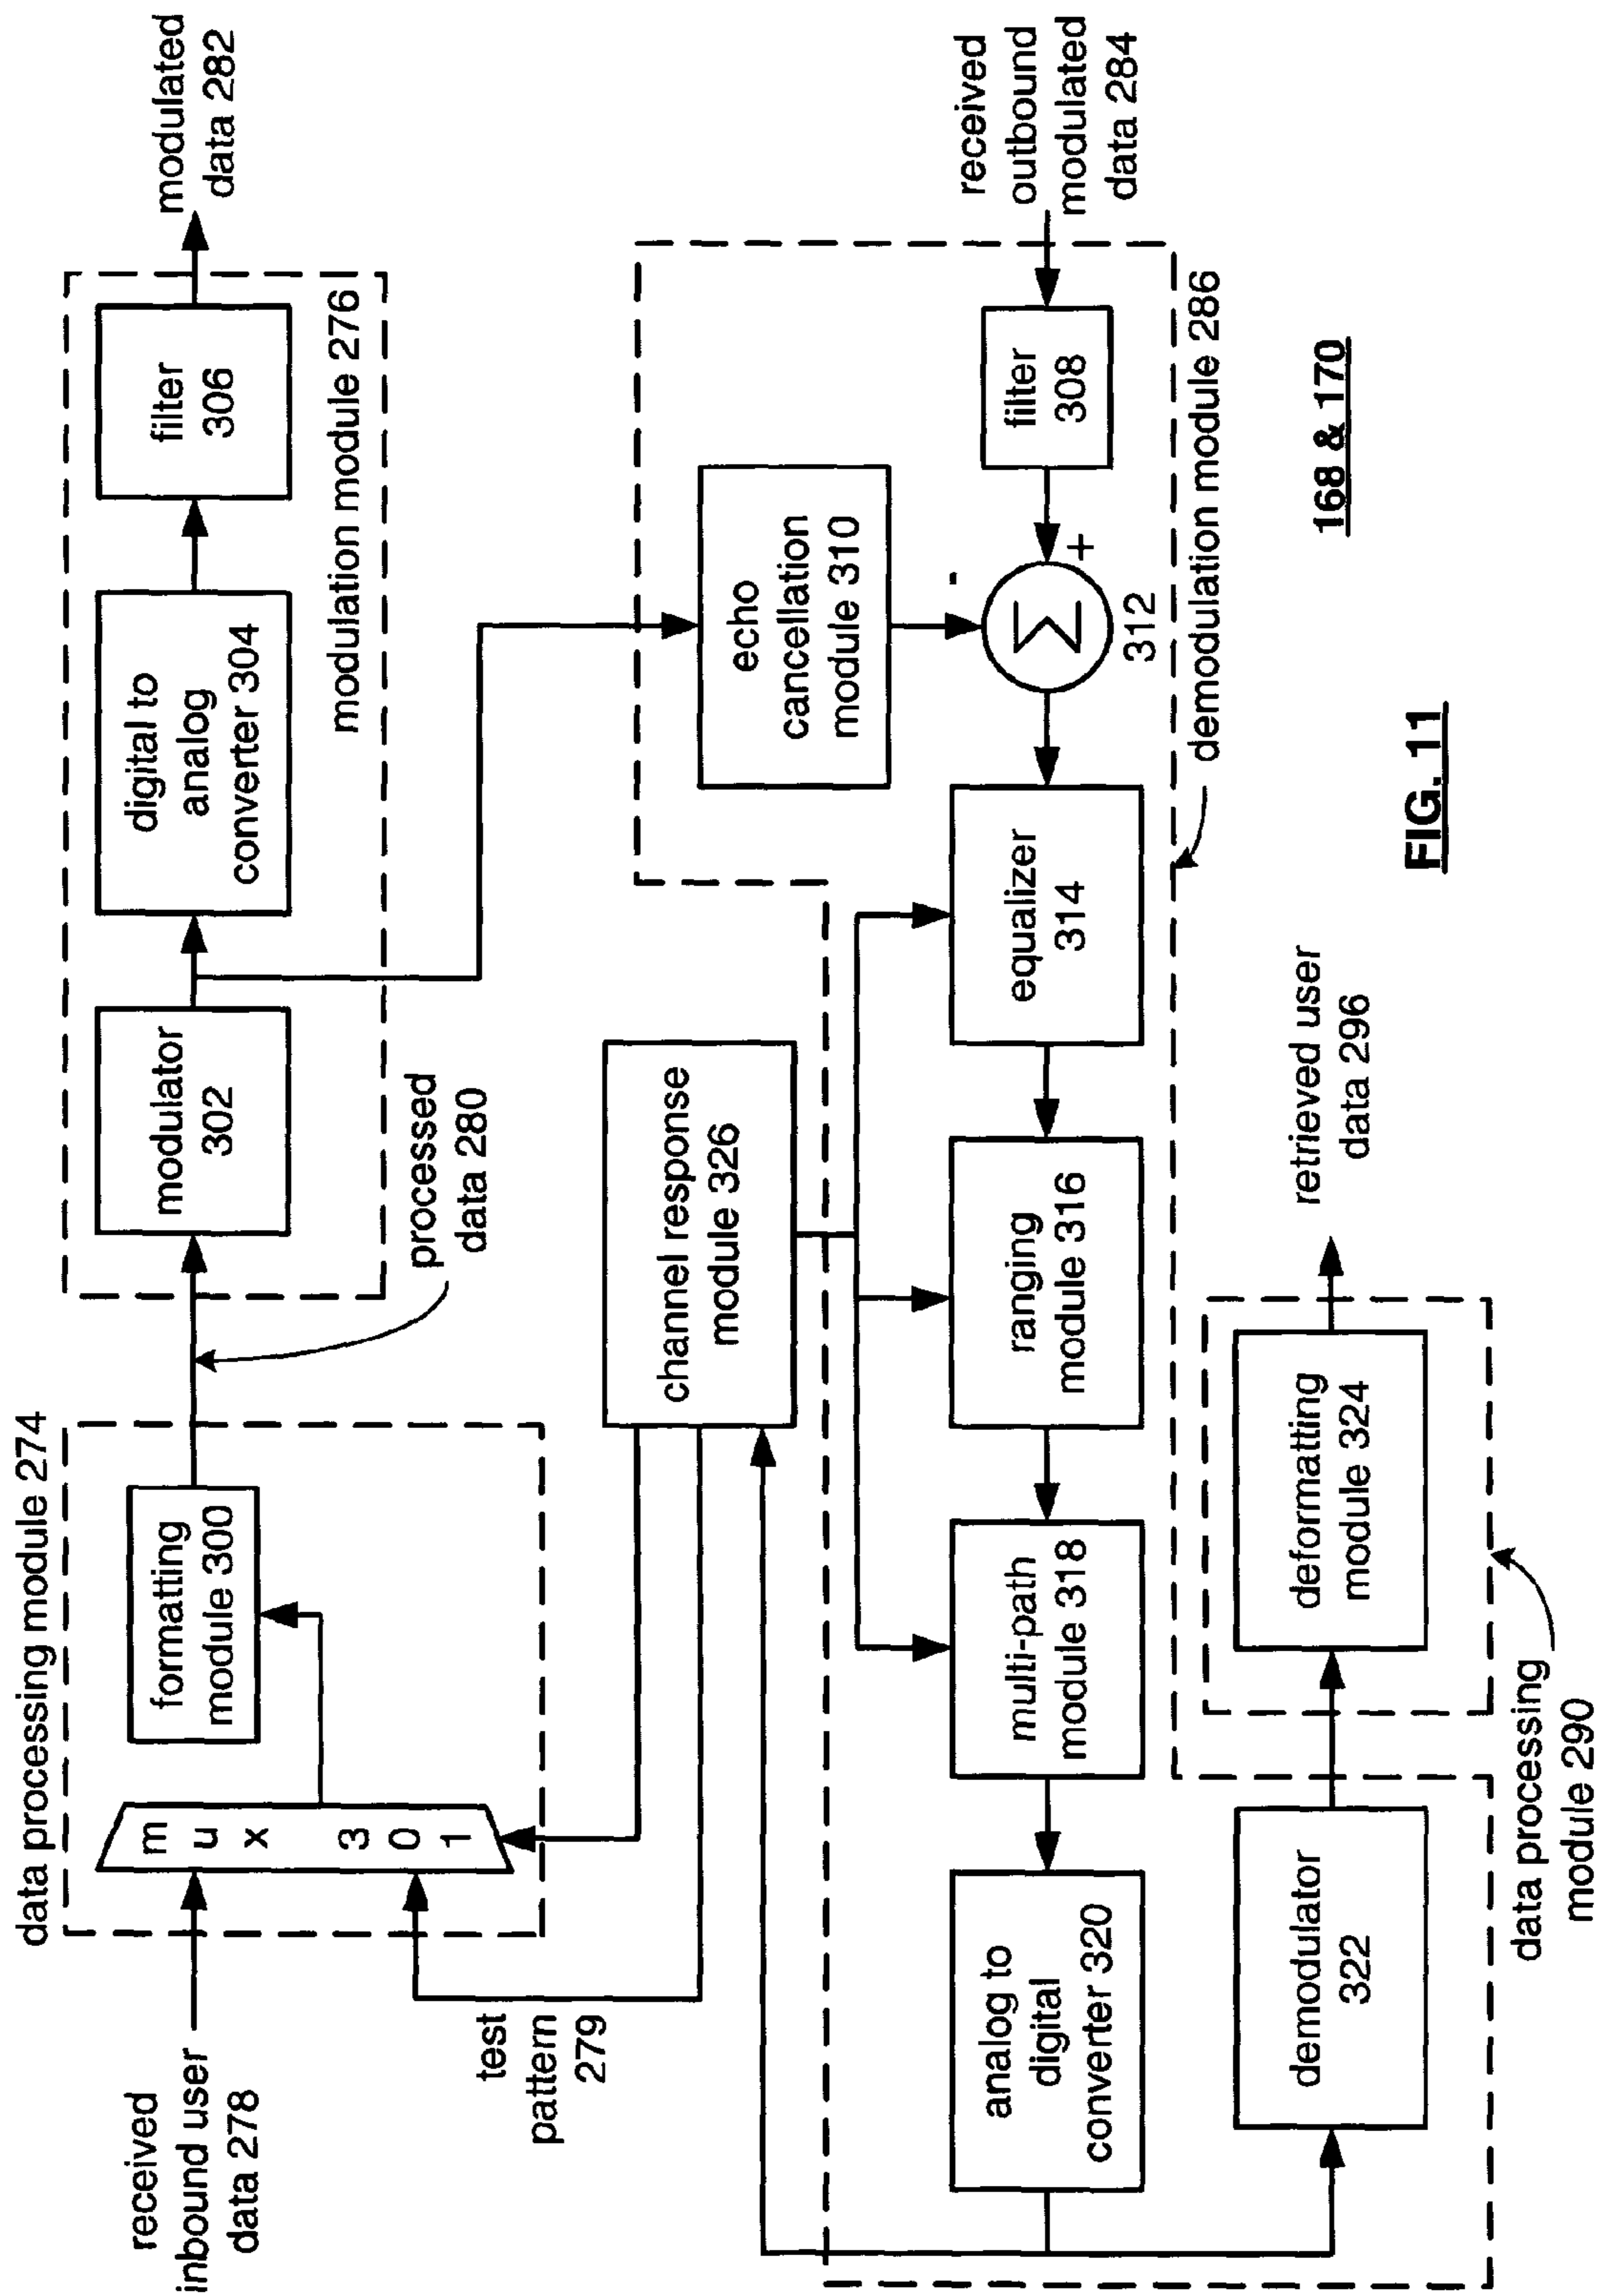 data processing module 274
received
inbound user
data 278
mux 301
formatting
module 300
processed
data 280
modulator
302
digital to
analog
converter 304
filter
306
modulation module 276
modulated
data 282
test
pattern
279
channel response
module 326
echo
cancellation
module 310
-
+
Σ
312
filter
308
received
outbound
modulated
data 284
equalizer
314
ranging
module 316
multi-path
module 318
analog to
digital
converter 320
demodulation module 286
demodulator
322
deformatting
module 324
data processing
module 290
retrieved user
data 296
168 & 170
FIG. 11